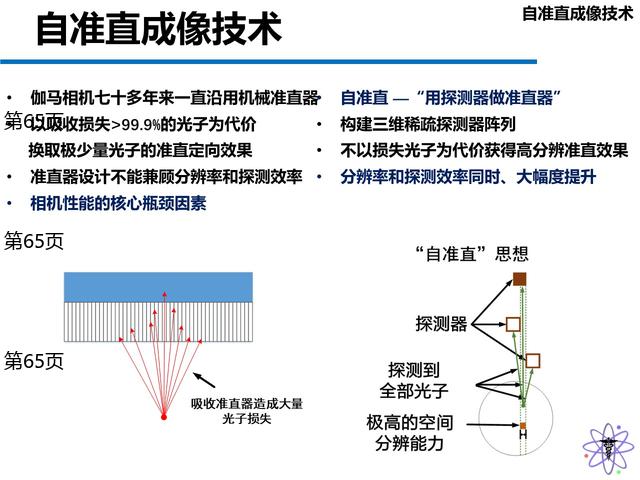 自准直成像技术
自准直成像技术
• 伽马相机七十多年来一直沿用机械准直器
第65页
• 以吸收损失>99.9%的光子为代价
换取极少量光子的准直定向效果
• 准直器设计不能兼顾分辨率和探测效率
• 相机性能的核心瓶颈因素
• 自准直 —“用探测器做准直器”
• 构建三维稀疏探测器阵列
• 不以损失光子为代价获得高分辨准直效果
• 分辨率和探测效率同时、大幅度提升
第65页
第65页
吸收准直器造成大量
光子损失
“自准直”思想
探测器
探测到
全部光子
极高的空间
分辨能力
H